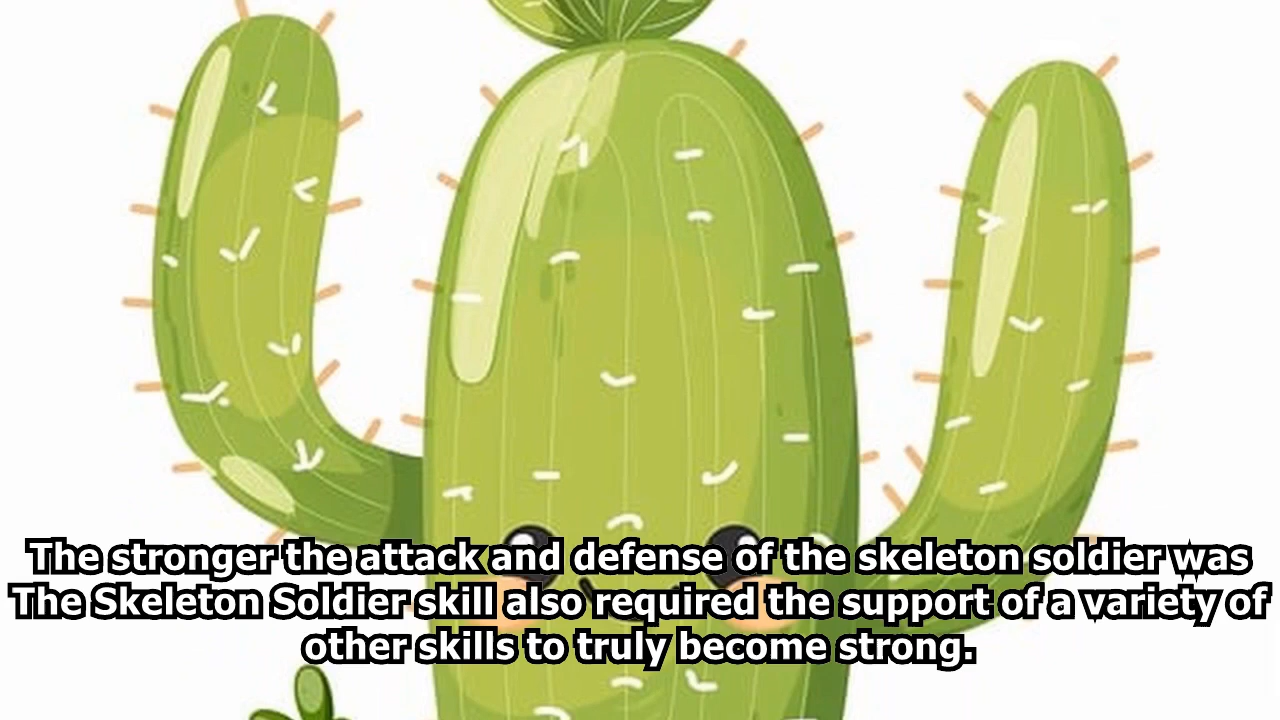 The stronger the attack and defense of the skeleton soldier was
The Skeleton Soldier skill also required the support of a variety of
other skills to truly become strong.